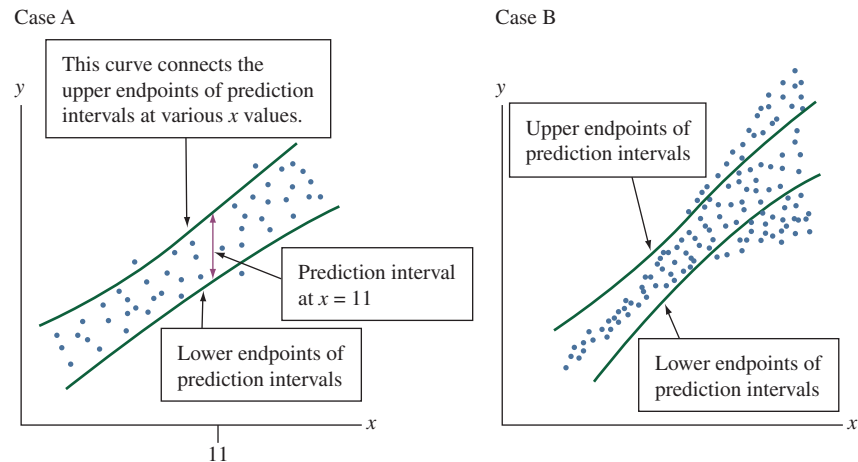 Case A
This curve connects the
upper endpoints of prediction
intervals at various x values.
y
Prediction interval
at x = 11
Lower endpoints of
prediction intervals
x
11
Case B
y
Upper endpoints of
prediction intervals
Lower endpoints of
prediction intervals
x